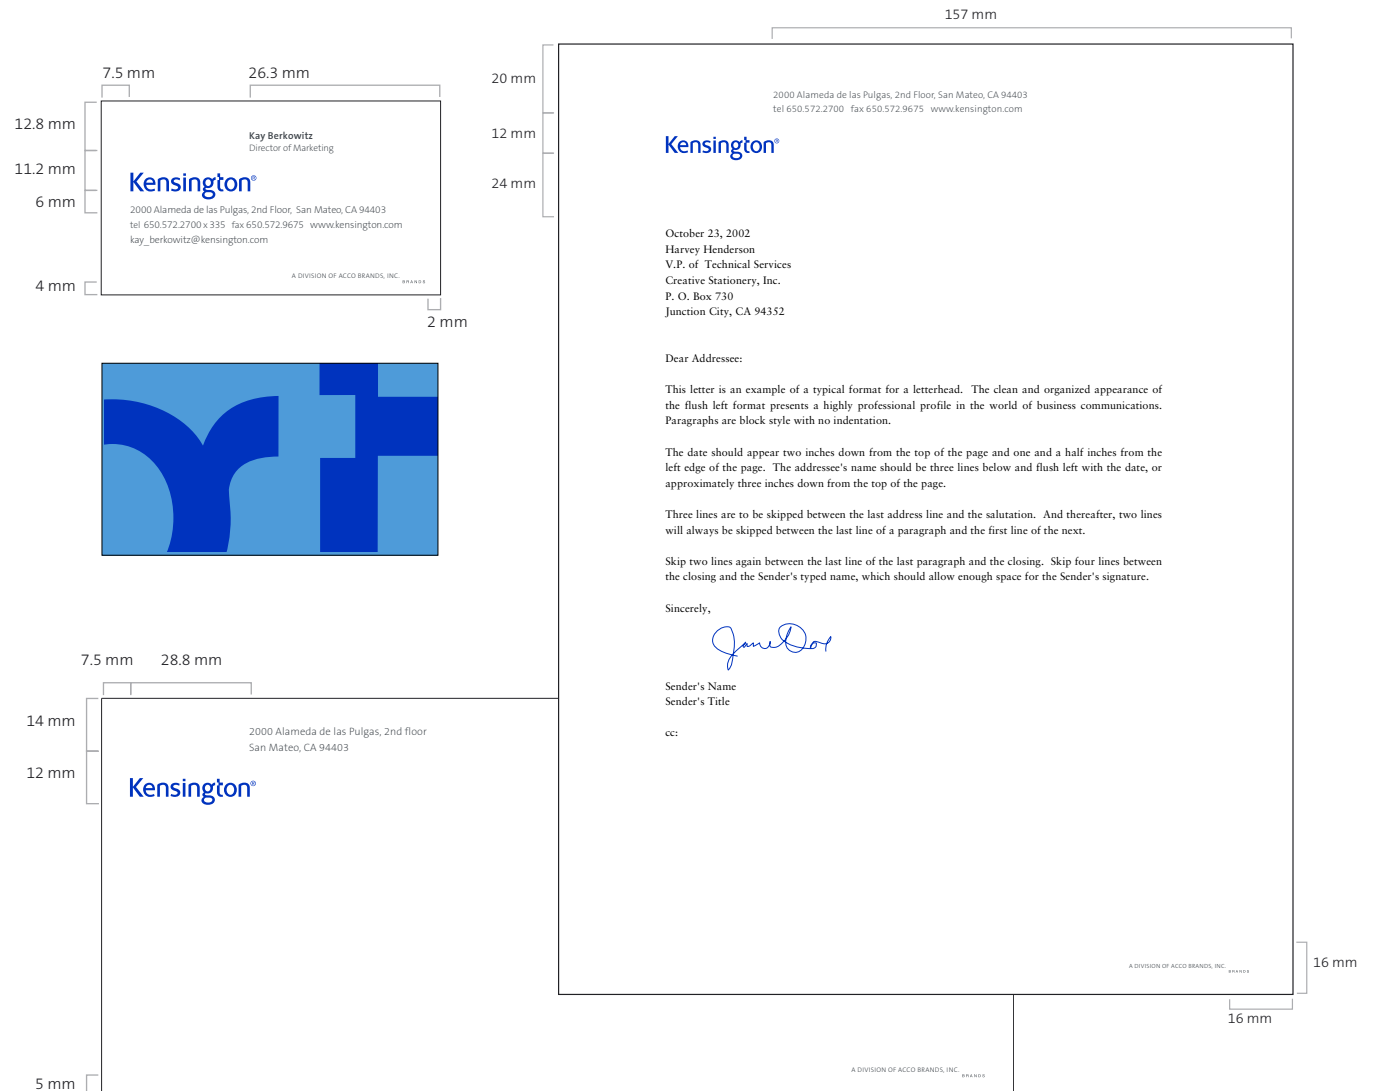 7.5 mm
26.3 mm
12.8 mm
11.2 mm
6 mm
4 mm
2 mm
Kay Berkowitz
Director of Marketing
Kensington®
2000 Alameda de las Pulgas, 2nd Floor, San Mateo, CA 94403
tel 650.572.2700 x 335 fax 650.572.9675 www.kensington.com
kay_berkowitz@kensington.com
A DIVISION OF ACCO BRANDS, INC.
BRANDS
157 mm
20 mm
12 mm
24 mm
2000 Alameda de las Pulgas, 2nd Floor, San Mateo, CA 94403
tel 650.572.2700 fax 650.572.9675 www.kensington.com
Kensington®
October 23, 2002
Harvey Henderson
V.P. of Technical Services
Creative Stationery, Inc.
P. O. Box 730
Junction City, CA 94352
Dear Addressee:
This letter is an example of a typical format for a letterhead. The clean and organized appearance of
the flush left format presents a highly professional profile in the world of business communications.
Paragraphs are block style with no indentation.
The date should appear two inches down from the top of the page and one and a half inches from the
left edge of the page. The addressee's name should be three lines below and flush left with the date, or
approximately three inches down from the top of the page.
Three lines are to be skipped between the last address line and the salutation. And thereafter, two lines
will always be skipped between the last line of a paragraph and the first line of the next.
Skip two lines again between the last line of the last paragraph and the closing. Skip four lines between
the closing and the Sender's typed name, which should allow enough space for the Sender's signature.
Sincerely,
Jane Doe
Sender's Name
Sender's Title
cc:
A DIVISION OF ACCO BRANDS, INC.
BRANDS
16 mm
16 mm
7.5 mm
28.8 mm
14 mm
12 mm
5 mm
2000 Alameda de las Pulgas, 2nd floor
San Mateo, CA 94403
Kensington®
A DIVISION OF ACCO BRANDS, INC.
BRANDS